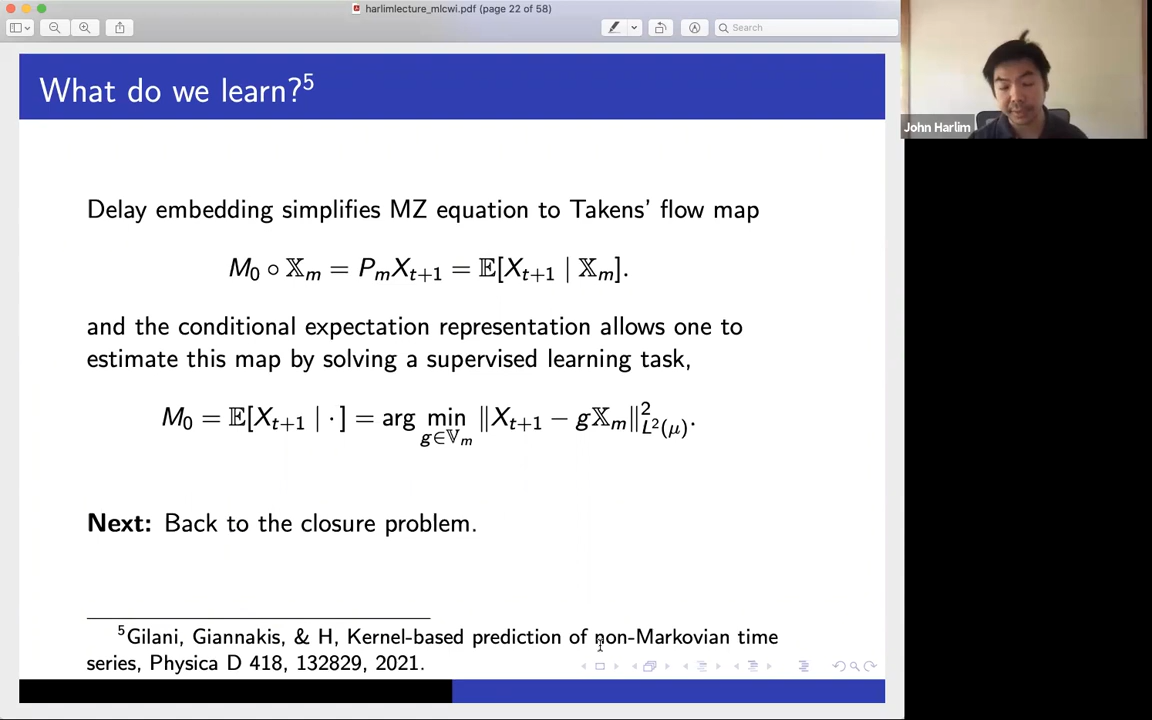 harlimlecture_mlcwi.pdf (page 22 of 58)
Search
What do we learn?⁵
John Harlim
Delay embedding simplifies MZ equation to Takens' flow map
M₀ ∘ 𝕏ₘ = PₘXₜ₊₁ = 𝔼[Xₜ₊₁ | 𝕏ₘ].
and the conditional expectation representation allows one to
estimate this map by solving a supervised learning task,
M₀ = 𝔼[Xₜ₊₁ | ·] = arg min_{g∈𝕍ₘ} ‖Xₜ₊₁ − g𝕏ₘ‖²_{L²(μ)}.
Next: Back to the closure problem.
⁵Gilani, Giannakis, & H, Kernel-based prediction of non-Markovian time
series, Physica D 418, 132829, 2021.